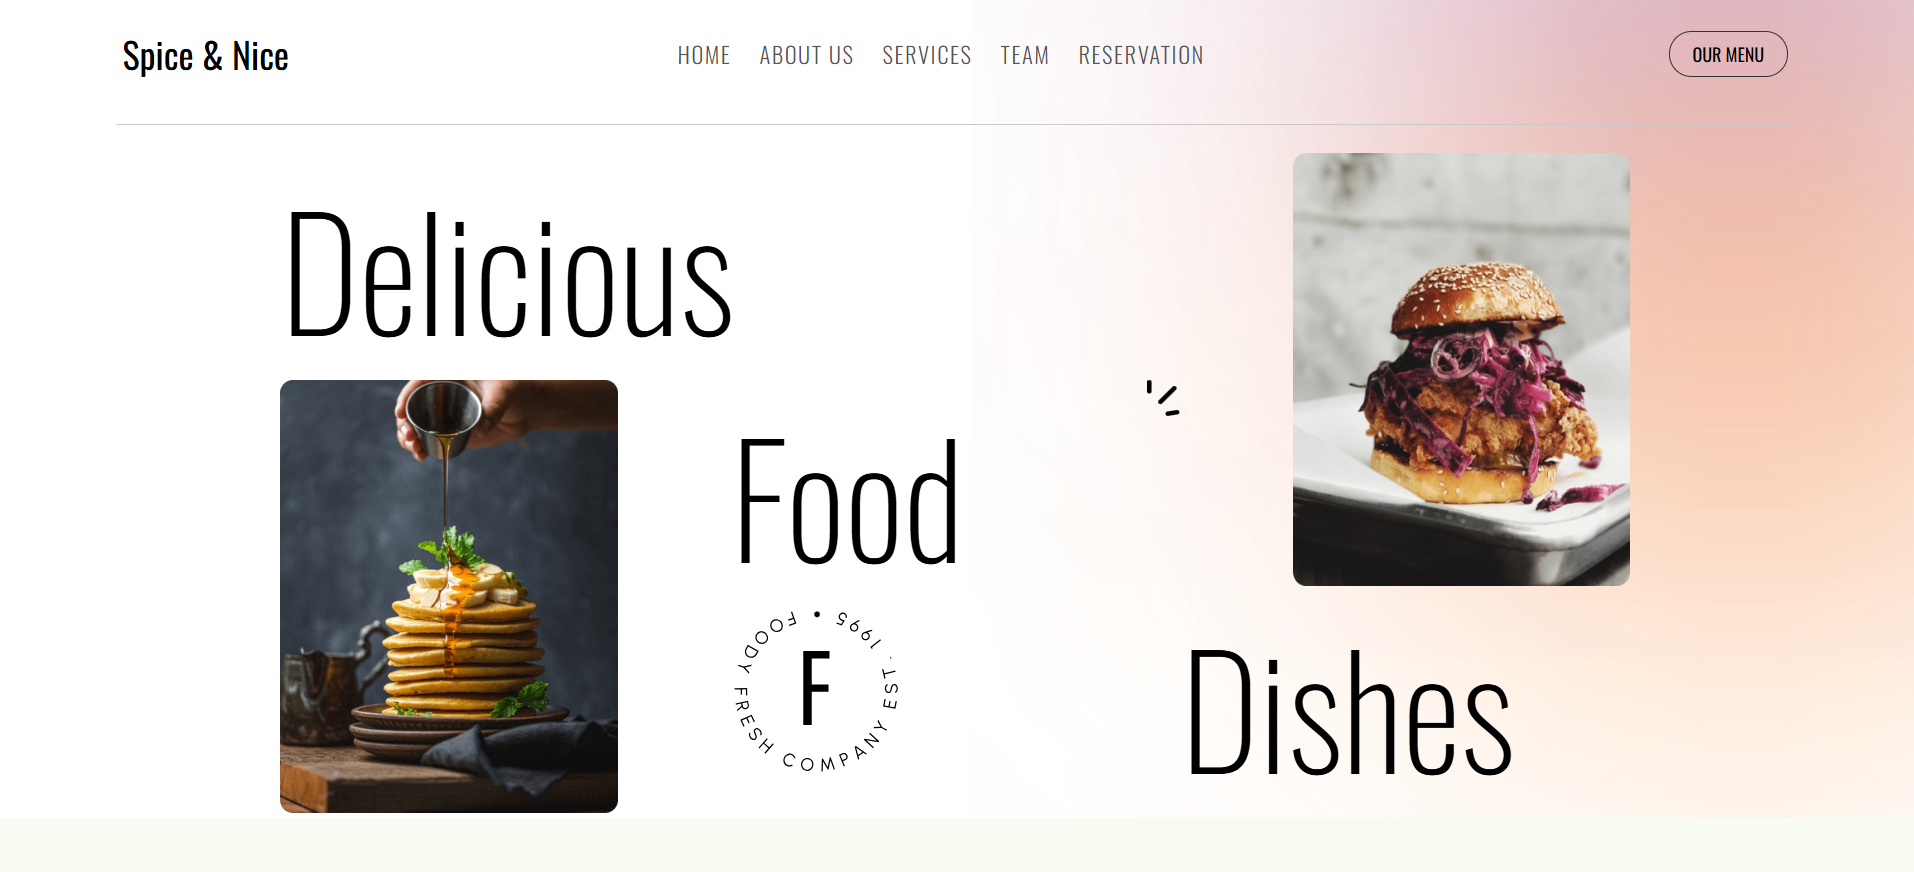 Spice & Nice
HOME ABOUT US SERVICES TEAM RESERVATION
OUR MENU
Delicious
Food
FOODY FRESH COMPANY EST. 1995 •
F
Dishes